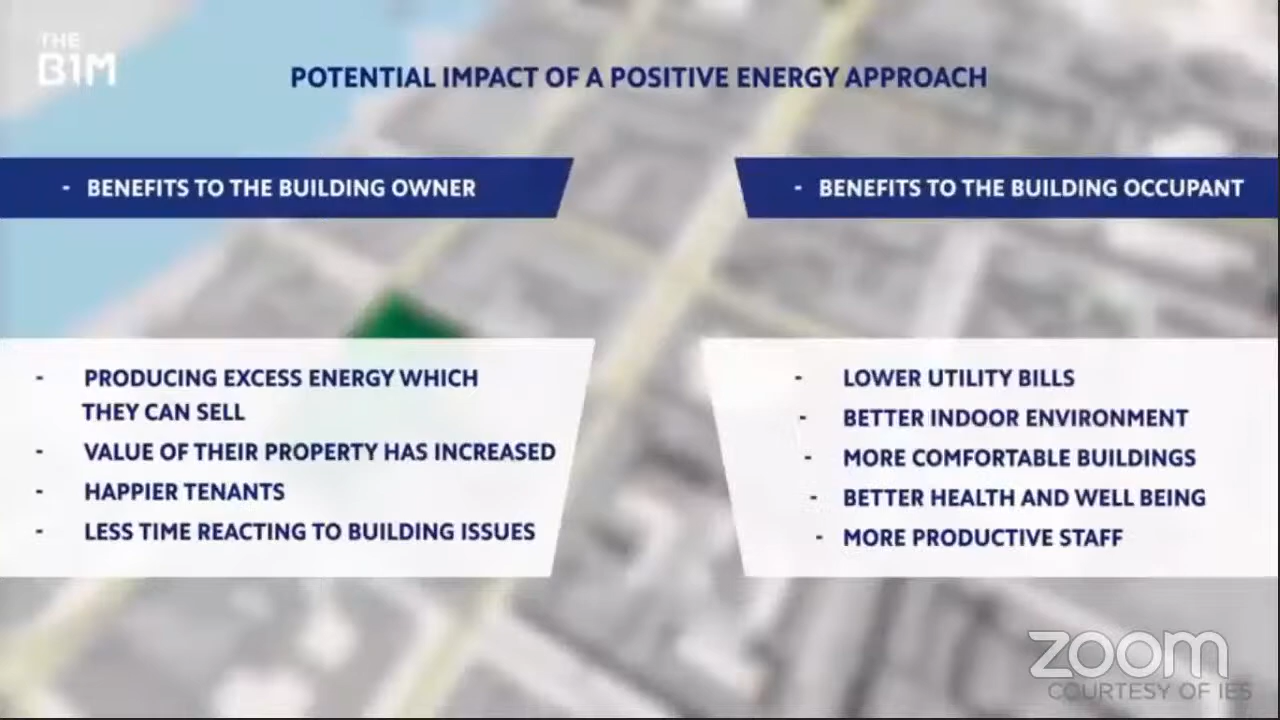 THE
B1M
POTENTIAL IMPACT OF A POSITIVE ENERGY APPROACH
- BENEFITS TO THE BUILDING OWNER
- PRODUCING EXCESS ENERGY WHICH
THEY CAN SELL
- VALUE OF THEIR PROPERTY HAS INCREASED
- HAPPIER TENANTS
- LESS TIME REACTING TO BUILDING ISSUES
- BENEFITS TO THE BUILDING OCCUPANT
- LOWER UTILITY BILLS
- BETTER INDOOR ENVIRONMENT
- MORE COMFORTABLE BUILDINGS
- BETTER HEALTH AND WELL BEING
- MORE PRODUCTIVE STAFF
zoom
COURTESY OF IES